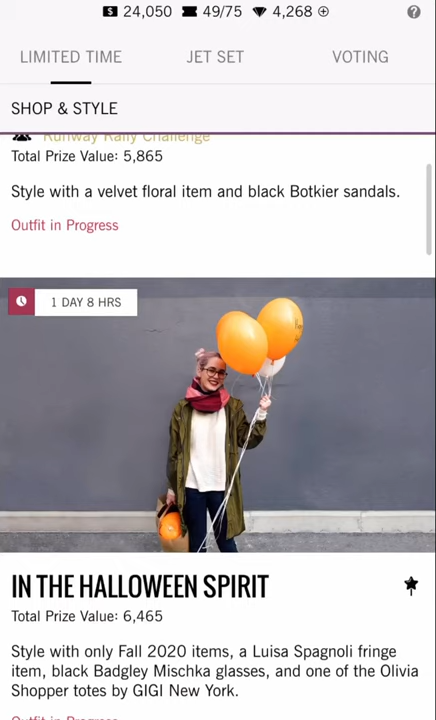 $ 24,050 49/75 4,268 ?
LIMITED TIME JET SET VOTING
SHOP & STYLE
Runway Rally Challenge
Total Prize Value: 5,865
Style with a velvet floral item and black Botkier sandals.
Outfit in Progress
1 DAY 8 HRS
IN THE HALLOWEEN SPIRIT
Total Prize Value: 6,465
Style with only Fall 2020 items, a Luisa Spagnoli fringe
item, black Badgley Mischka glasses, and one of the Olivia
Shopper totes by GIGI New York.
Outfit in Progress